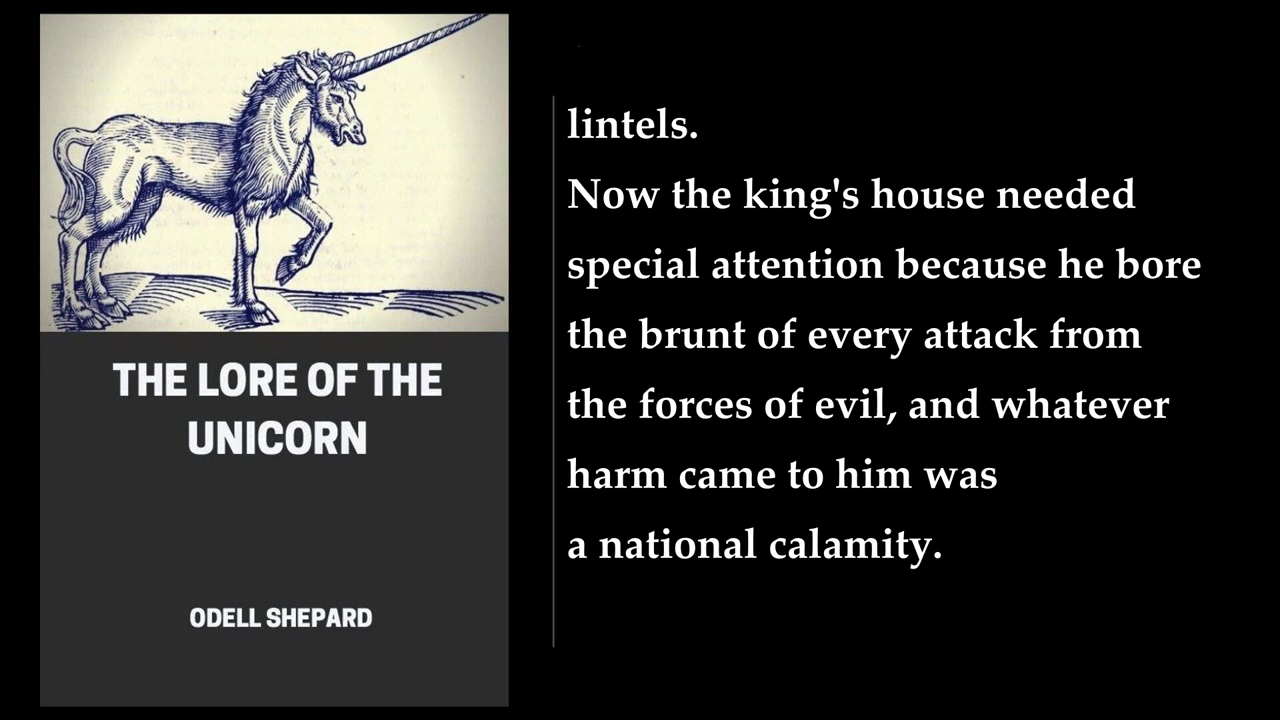 THE LORE OF THE
UNICORN
ODELL SHEPARD
lintels.
Now the king's house needed
special attention because he bore
the brunt of every attack from
the forces of evil, and whatever
harm came to him was
a national calamity.